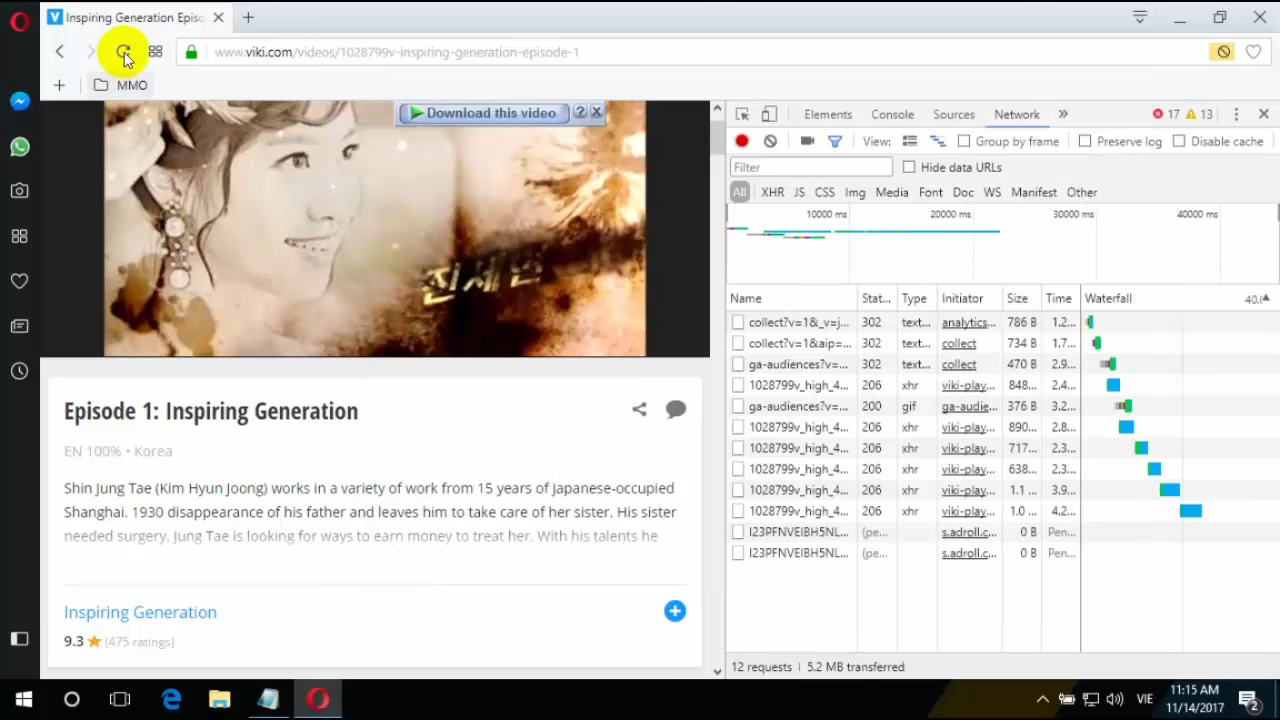 Inspiring Generation Episo
www.viki.com/videos/1028799v-inspiring-generation-episode-1
MMO
Download this video
진세연
Episode 1: Inspiring Generation
EN 100% • Korea
Shin Jung Tae (Kim Hyun Joong) works in a variety of work from 15 years of Japanese-occupied
Shanghai. 1930 disappearance of his father and leaves him to take care of her sister. His sister
needed surgery. Jung Tae is looking for ways to earn money to treat her. With his talents he
Inspiring Generation
9.3 ★ (475 ratings)
Elements Console Sources Network » 17 13
View: Group by frame Preserve log Disable cache
Filter Hide data URLs
All XHR JS CSS Img Media Font Doc WS Manifest Other
10000 ms 20000 ms 30000 ms 40000 ms
Name Stat... Type Initiator Size Time Waterfall
collect?v=1&_v=j... 302 text... analytics... 786 B 1.2...
collect?v=1&aip=... 302 text... collect 734 B 1.7...
ga-audiences?v=... 302 text... collect 470 B 2.9...
1028799v_high_4... 206 xhr viki-play... 848... 2.4...
ga-audiences?v=... 200 gif ga-audie... 376 B 3.2...
1028799v_high_4... 206 xhr viki-play... 890... 2.8...
1028799v_high_4... 206 xhr viki-play... 717... 2.3...
1028799v_high_4... 206 xhr viki-play... 638... 2.3...
1028799v_high_4... 206 xhr viki-play... 1.1 ... 3.9...
1028799v_high_4... 206 xhr viki-play... 1.0 ... 4.2...
I23PFNVEIBH5NL... (pe... s.adroll.c... 0 B Pen...
I23PFNVEIBH5NL... (pe... s.adroll.c... 0 B Pen...
12 requests | 5.2 MB transferred
VIE
11:15 AM
11/14/2017
2